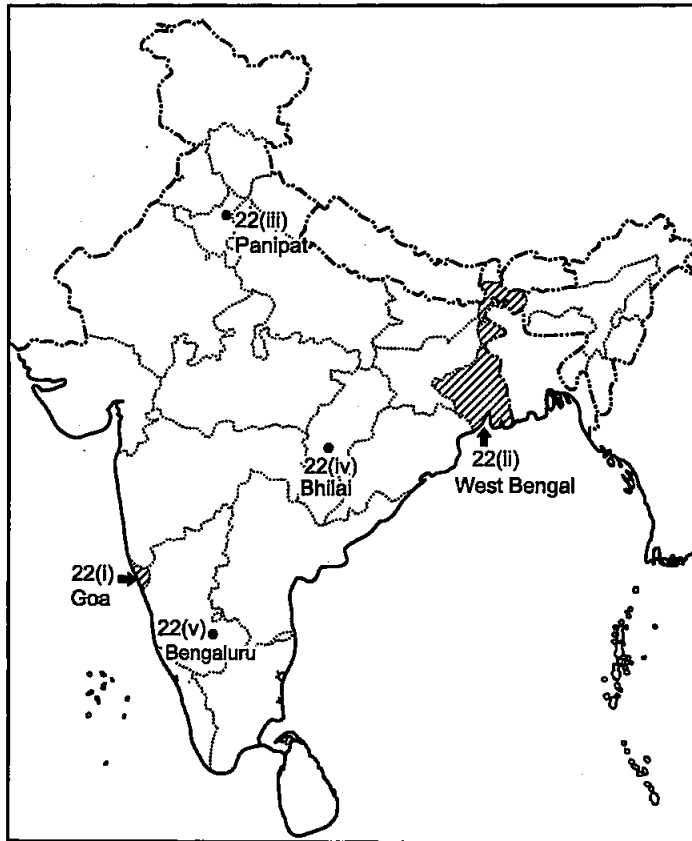 22(iii)
Panipat
22(iv)
Bhilai
22(ii)
West Bengal
22(i)
Goa
22(v)
Bengaluru